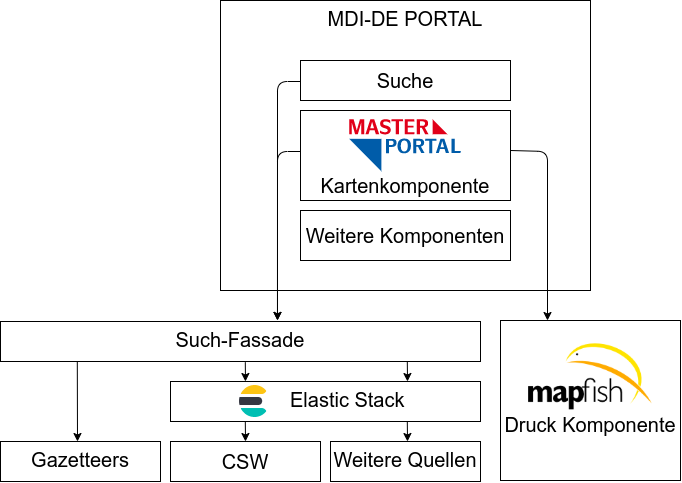 MDI-DE PORTAL
Suche
MASTER
PORTAL
Kartenkomponente
Weitere Komponenten
Such-Fassade
Elastic Stack
Gazetteers
CSW
Weitere Quellen
mapfish
Druck Komponente